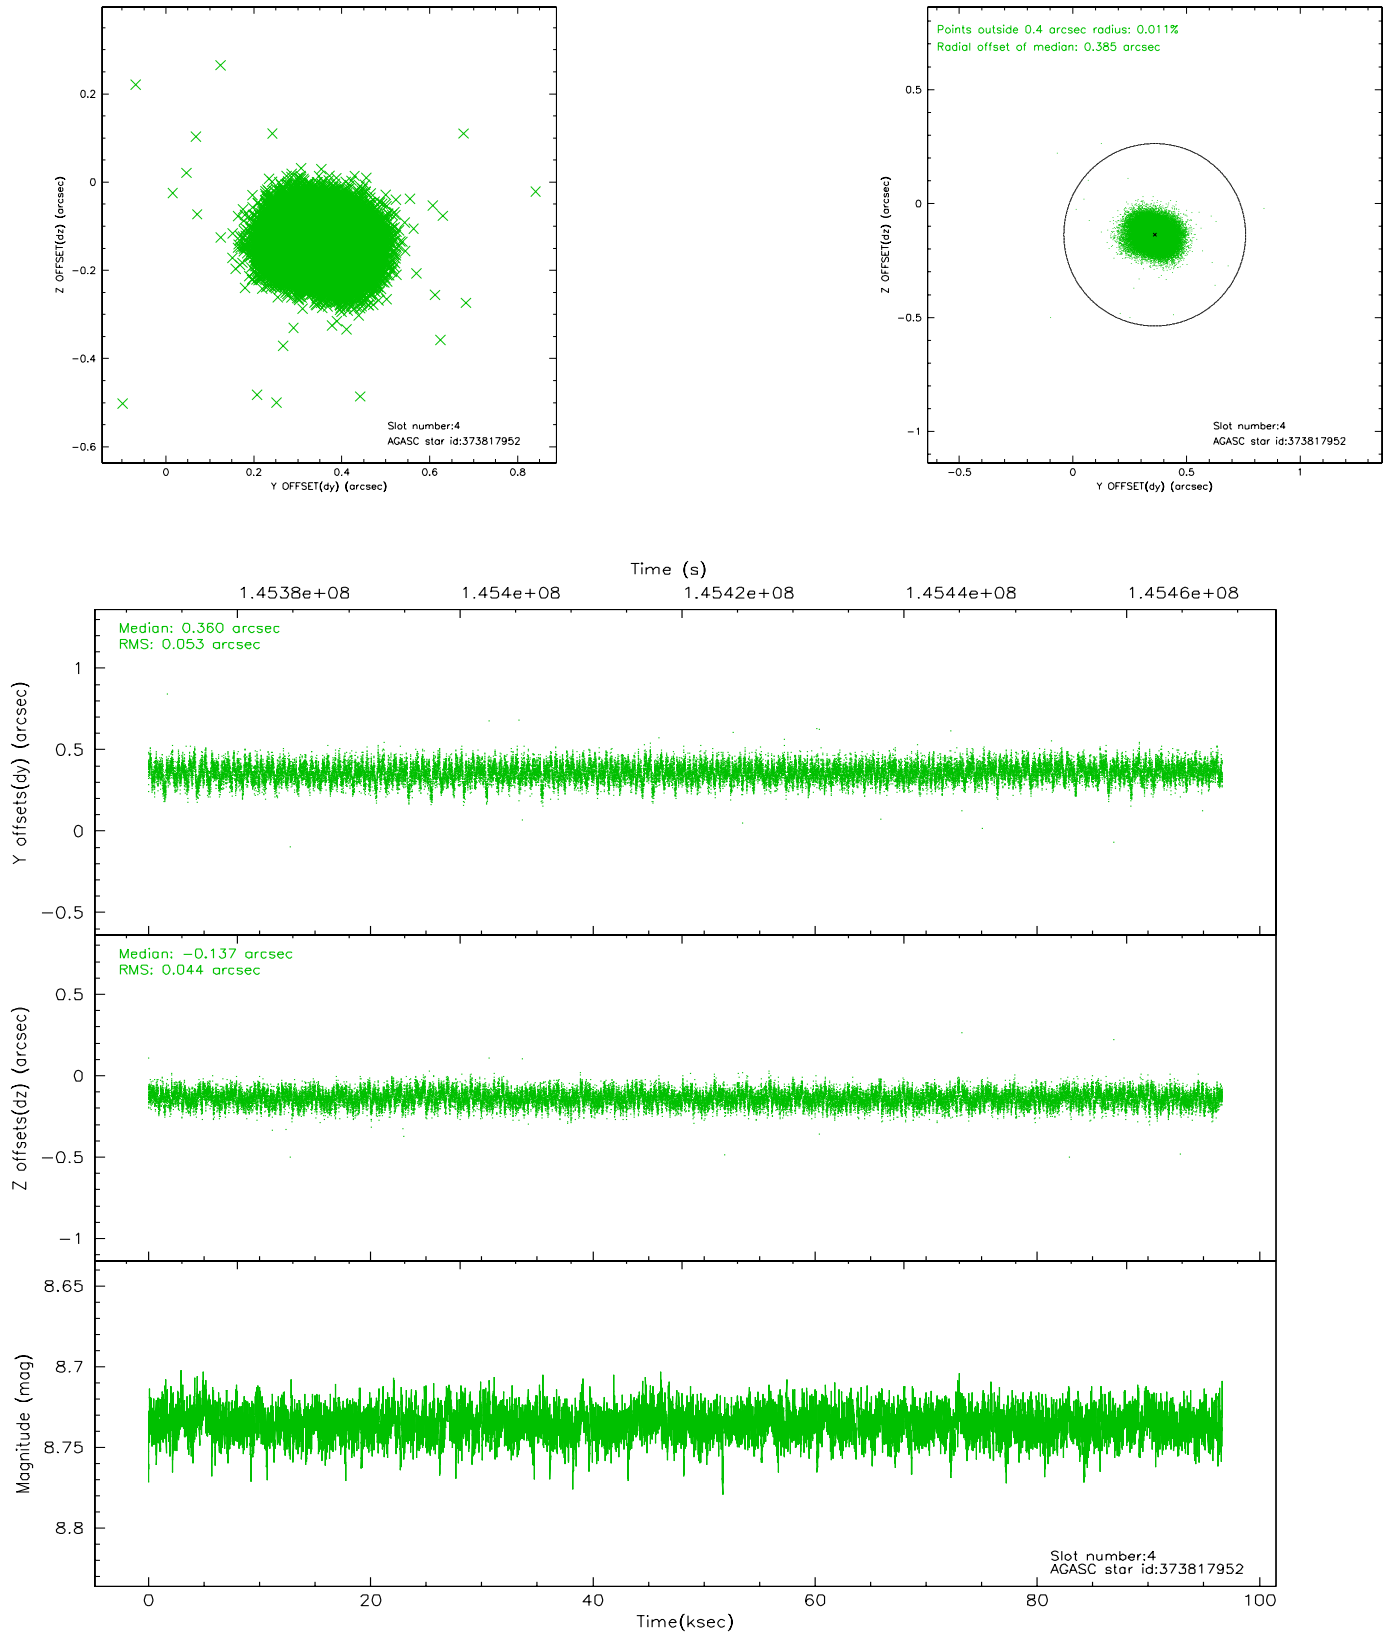 0.2
0
−0.2
−0.4
−0.6
Z OFFSET(dz) (arcsec)
Slot number:4
AGASC star id:373817952
0 0.2 0.4 0.6 0.8
Y OFFSET(dy) (arcsec)
Points outside 0.4 arcsec radius: 0.011%
Radial offset of median: 0.385 arcsec
0.5
0
−0.5
−1
Z OFFSET(dz) (arcsec)
Slot number:4
AGASC star id:373817952
−0.5 0 0.5 1
Y OFFSET(dy) (arcsec)
Time (s)
1.4538e+08 1.454e+08 1.4542e+08 1.4544e+08 1.4546e+08
Median: 0.360 arcsec
RMS: 0.053 arcsec
1
0.5
0
−0.5
Y offsets(dy) (arcsec)
Median: −0.137 arcsec
RMS: 0.044 arcsec
0.5
0
−0.5
−1
Z offsets(dz) (arcsec)
8.65
8.7
8.75
8.8
Magnitude (mag)
Slot number:4
AGASC star id:373817952
0 20 40 60 80 100
Time(ksec)